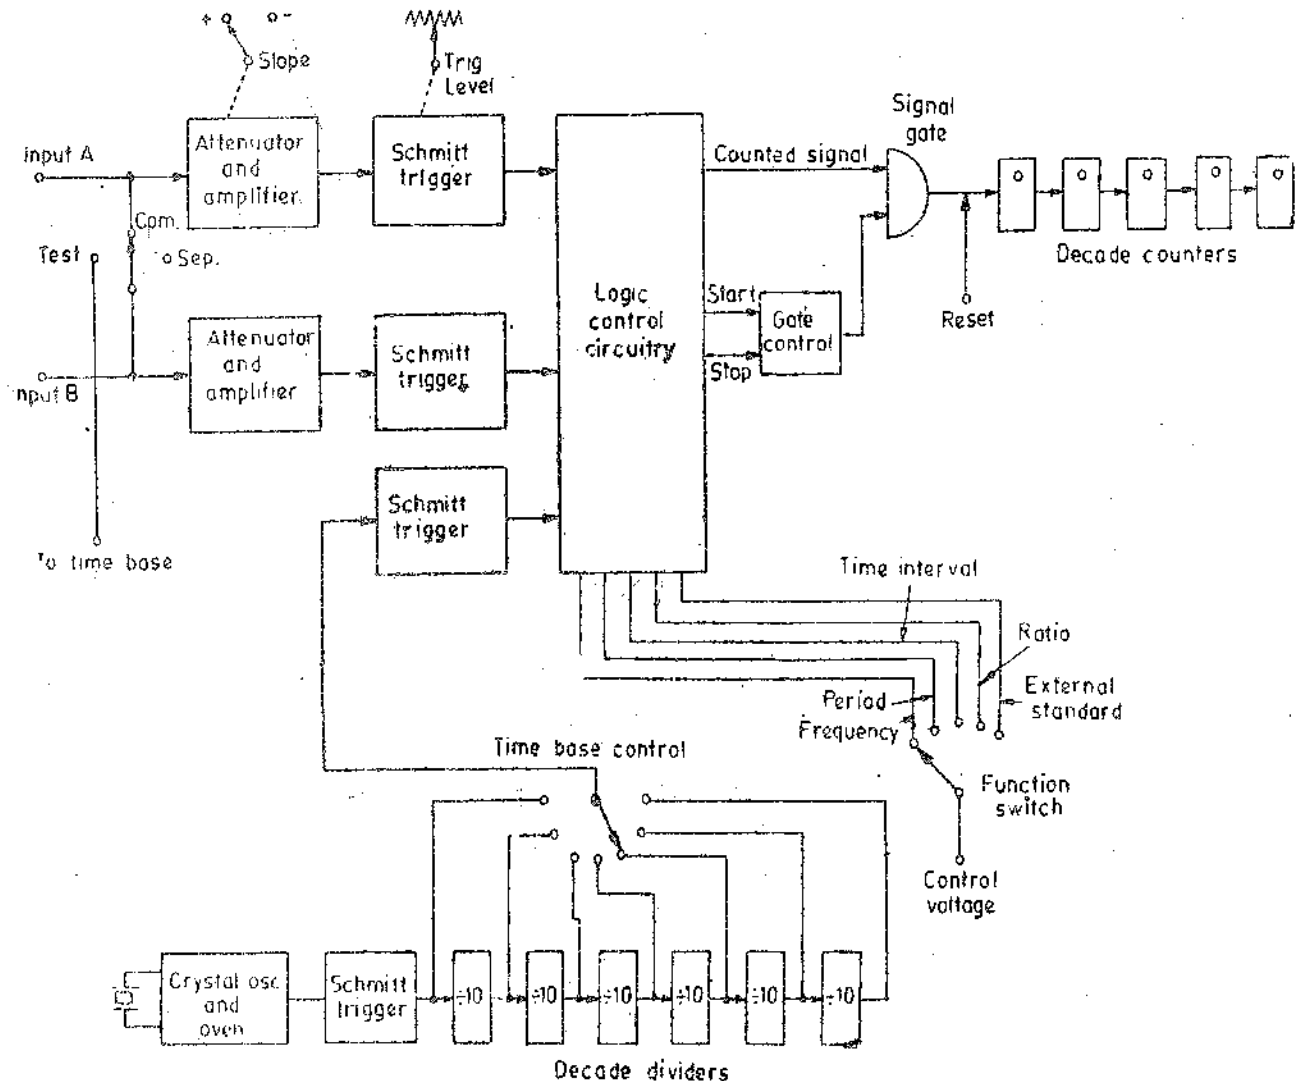 + -
Slope
Trig
Level
Input A
Attenuator
and
amplifier.
Schmitt
trigger
Com.
Sep.
Test
Input B
Attenuator
and
amplifier
Schmitt
trigger
Schmitt
trigger
To time base
Logic
control
circuitry
Counted signal
Start
Stop
Gate
control
Signal
gate
Reset
Decade counters
Time interval
Ratio
External
standard
Period
Frequency
Function
switch
Control
voltage
Time base control
Crystal osc
and
oven
Schmitt
trigger
÷10
÷10
÷10
÷10
÷10
÷10
Decade dividers